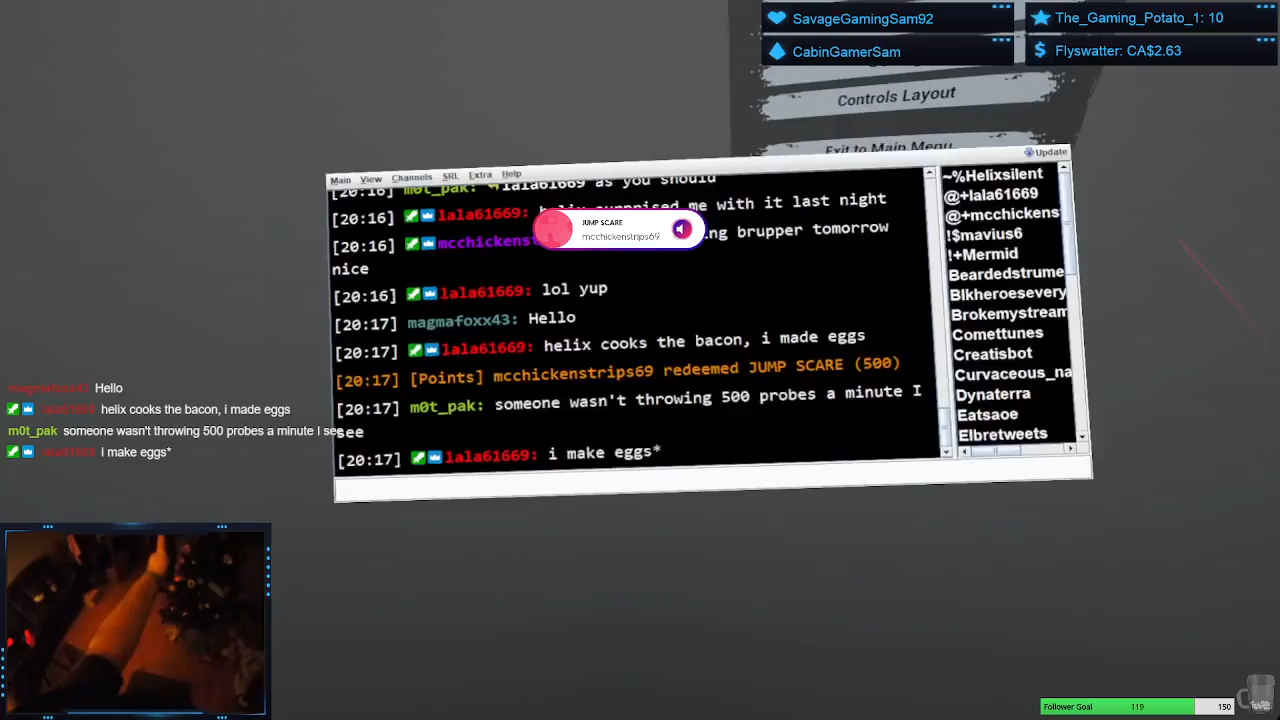 SavageGamingSam92
The_Gaming_Potato_1: 10
CabinGamerSam
Flyswatter: CA$2.63
Controls Layout
Exit to Main Menu
Main View Channels SRL Extra Help
Update
[20:16] m0t_pak: lala61669 as you should
[20:16] lala61669: helix surprised me with it last night
[20:16] mcchickenst ing brupper tomorrow
nice
[20:16] lala61669: lol yup
[20:17] magmafoxx43: Hello
[20:17] lala61669: helix cooks the bacon, i made eggs
[20:17] [Points] mcchickenstrips69 redeemed JUMP SCARE (500)
[20:17] m0t_pak: someone wasn't throwing 500 probes a minute I
see
[20:17] lala61669: i make eggs*
JUMP SCARE
mcchickenstrips69
~%Helixsilent
@+lala61669
@+mcchickens
!$mavius6
!+Mermid
Beardedstrume
Blkheroesevery
Brokemystream
Comettunes
Creatisbot
Curvaceous_na
Dynaterra
Eatsaoe
Elbretweets
magmafoxx43 Hello
lala61669 helix cooks the bacon, i made eggs
m0t_pak someone wasn't throwing 500 probes a minute I see
lala61669 i make eggs*
Follower Goal 119 150